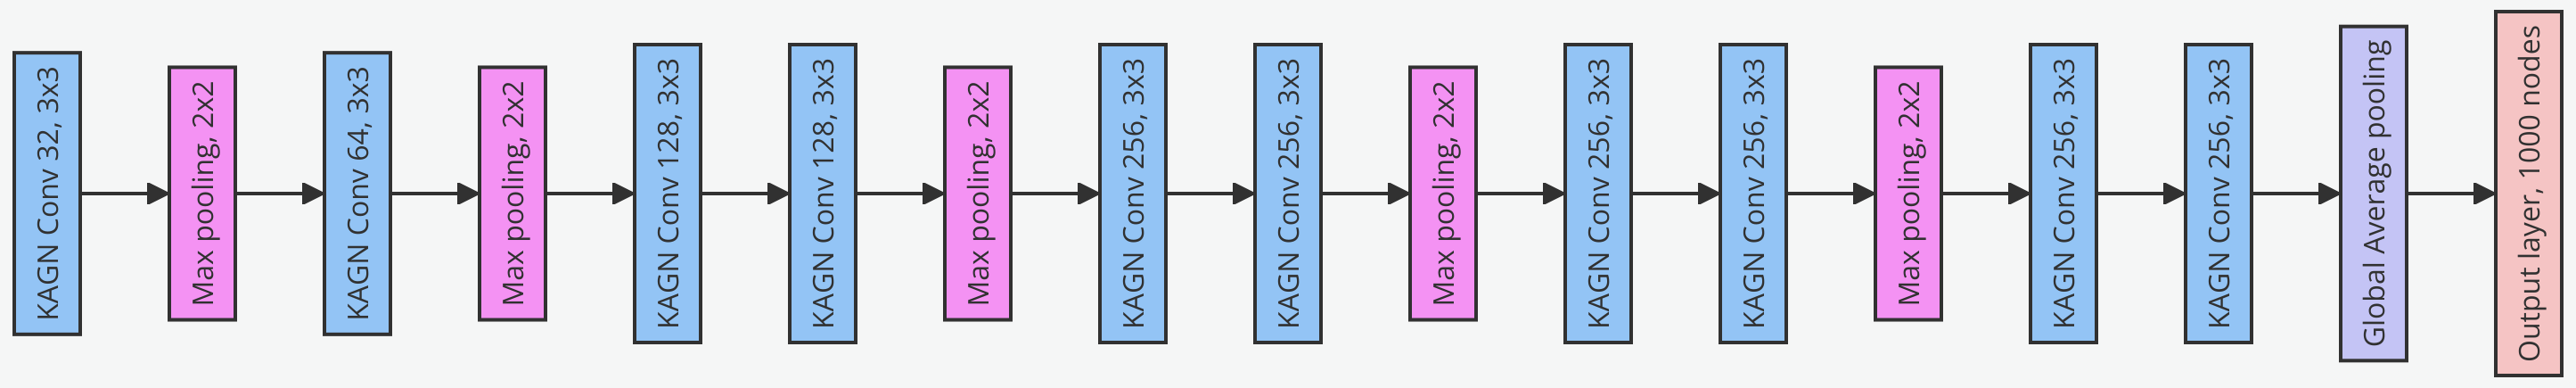 KAGN Conv 32, 3x3
Max pooling, 2x2
KAGN Conv 64, 3x3
Max pooling, 2x2
KAGN Conv 128, 3x3
KAGN Conv 128, 3x3
Max pooling, 2x2
KAGN Conv 256, 3x3
KAGN Conv 256, 3x3
Max pooling, 2x2
KAGN Conv 256, 3x3
KAGN Conv 256, 3x3
Max pooling, 2x2
KAGN Conv 256, 3x3
KAGN Conv 256, 3x3
Global Average pooling
Output layer, 1000 nodes